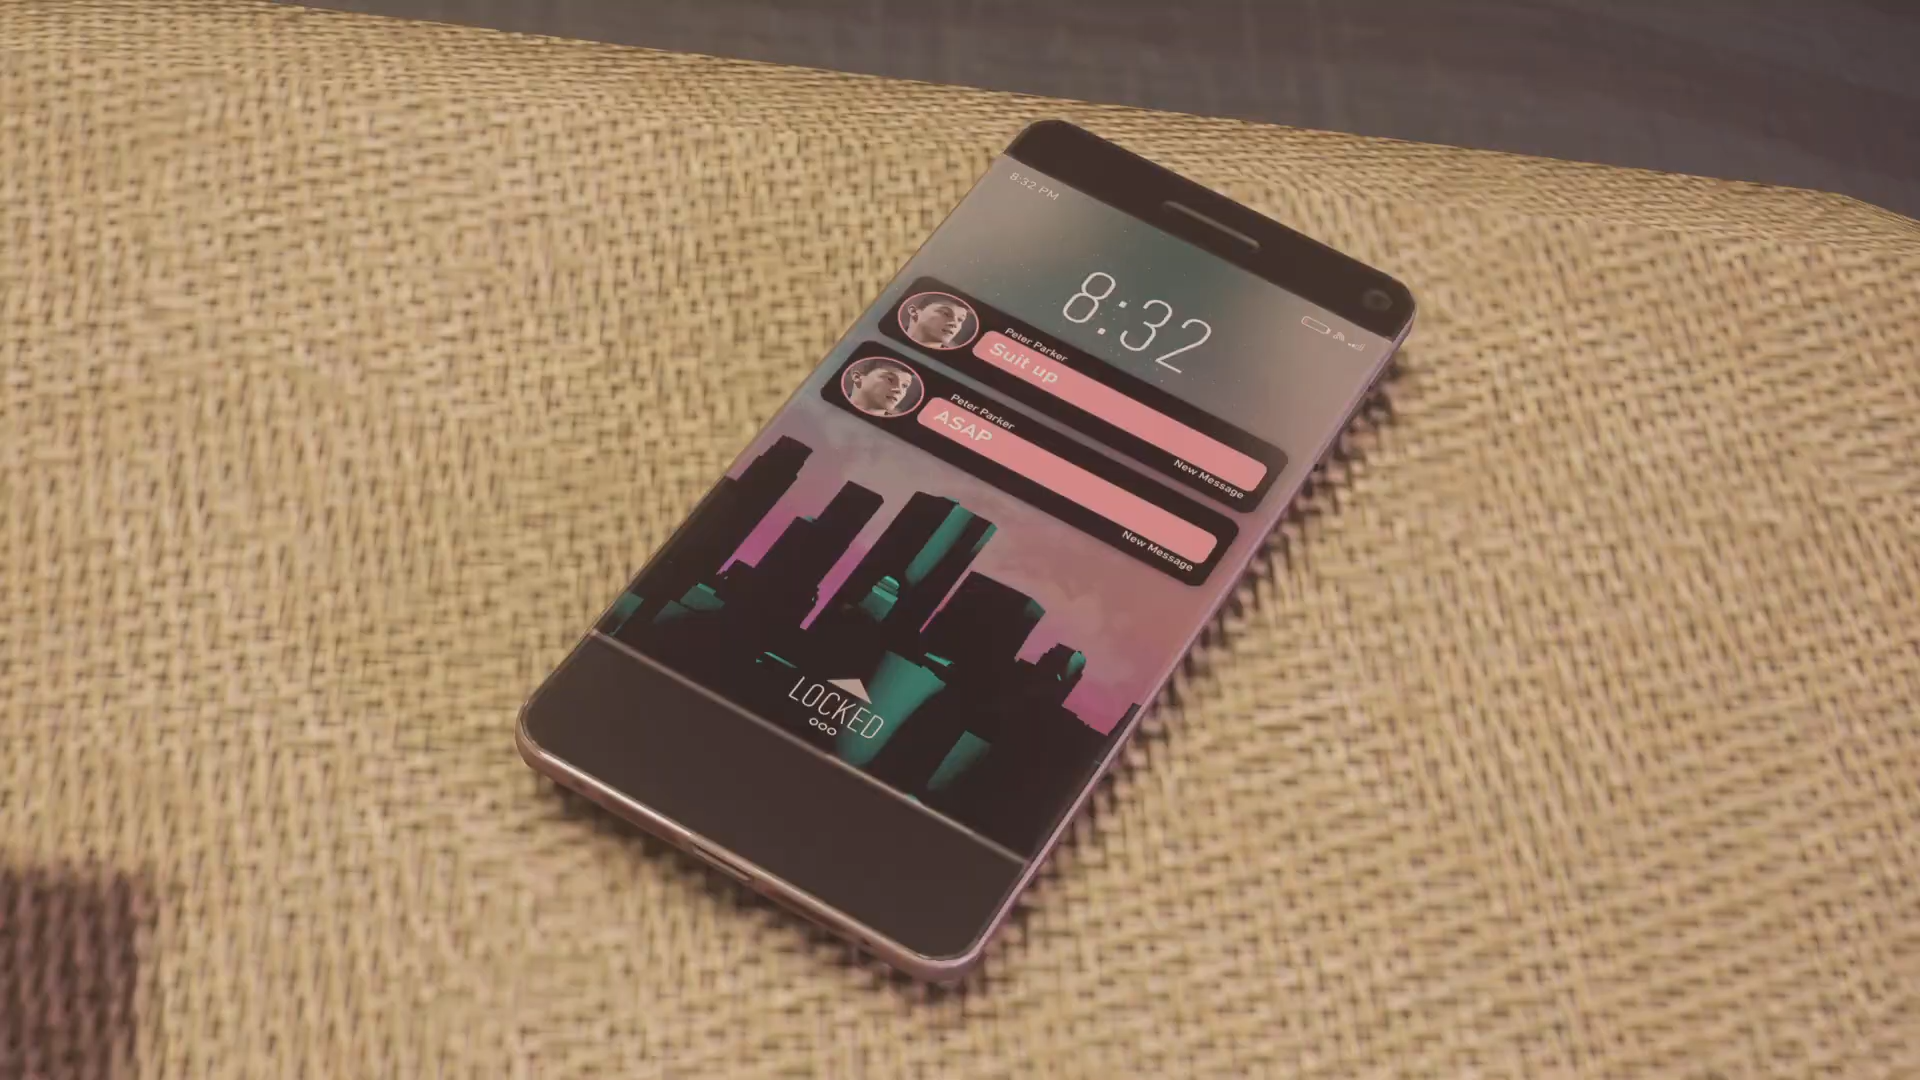 8:32 PM
8:32
Peter Parker
Suit up
New Message
Peter Parker
ASAP
New Message
LOCKED